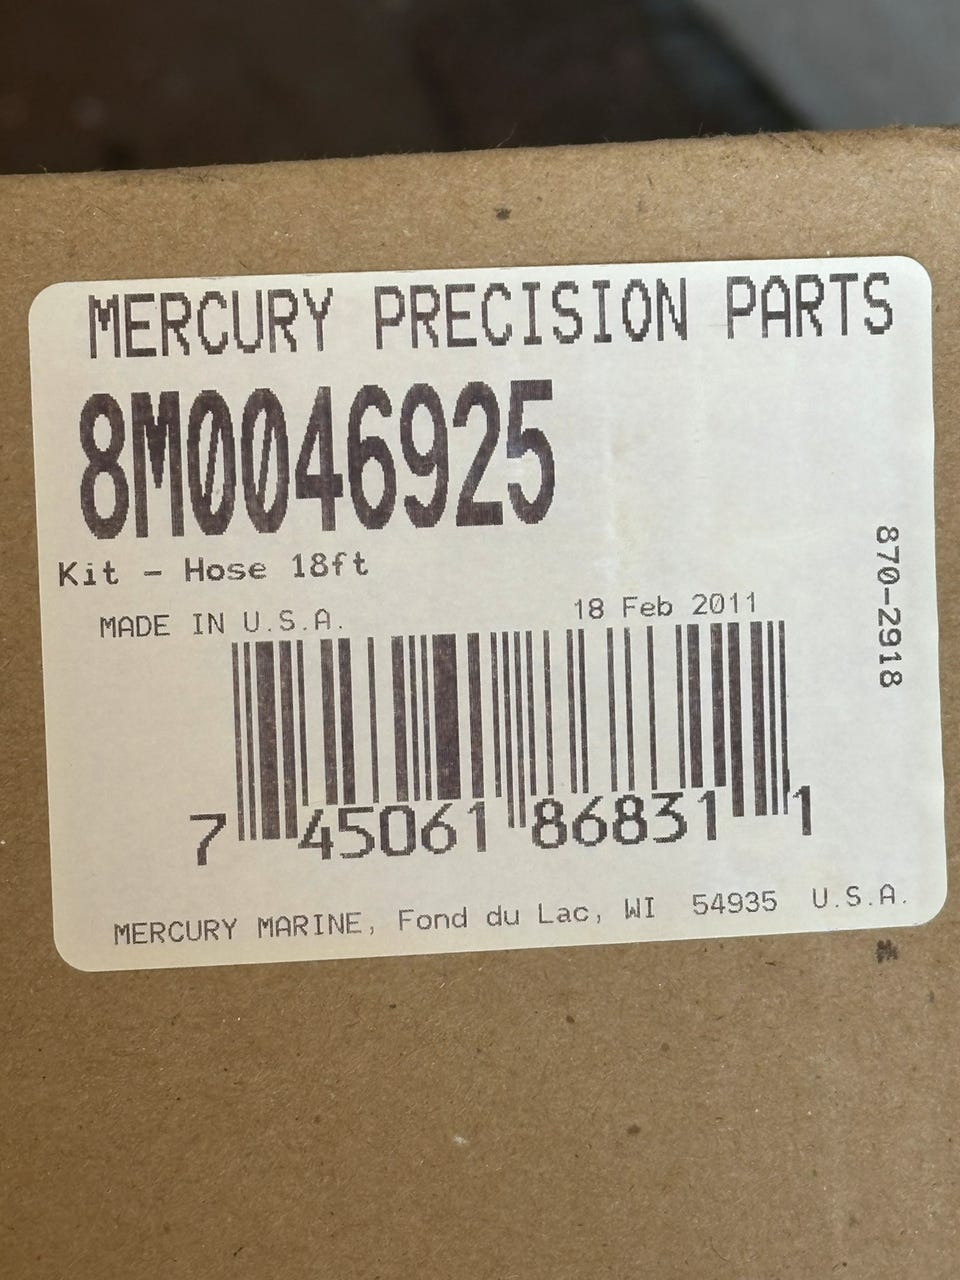 MERCURY PRECISION PARTS
8M0046925
Kit - Hose 18ft
MADE IN U.S.A.
18 Feb 2011
870-2918
7 45061 86831 1
MERCURY MARINE, Fond du Lac, WI 54935 U.S.A.